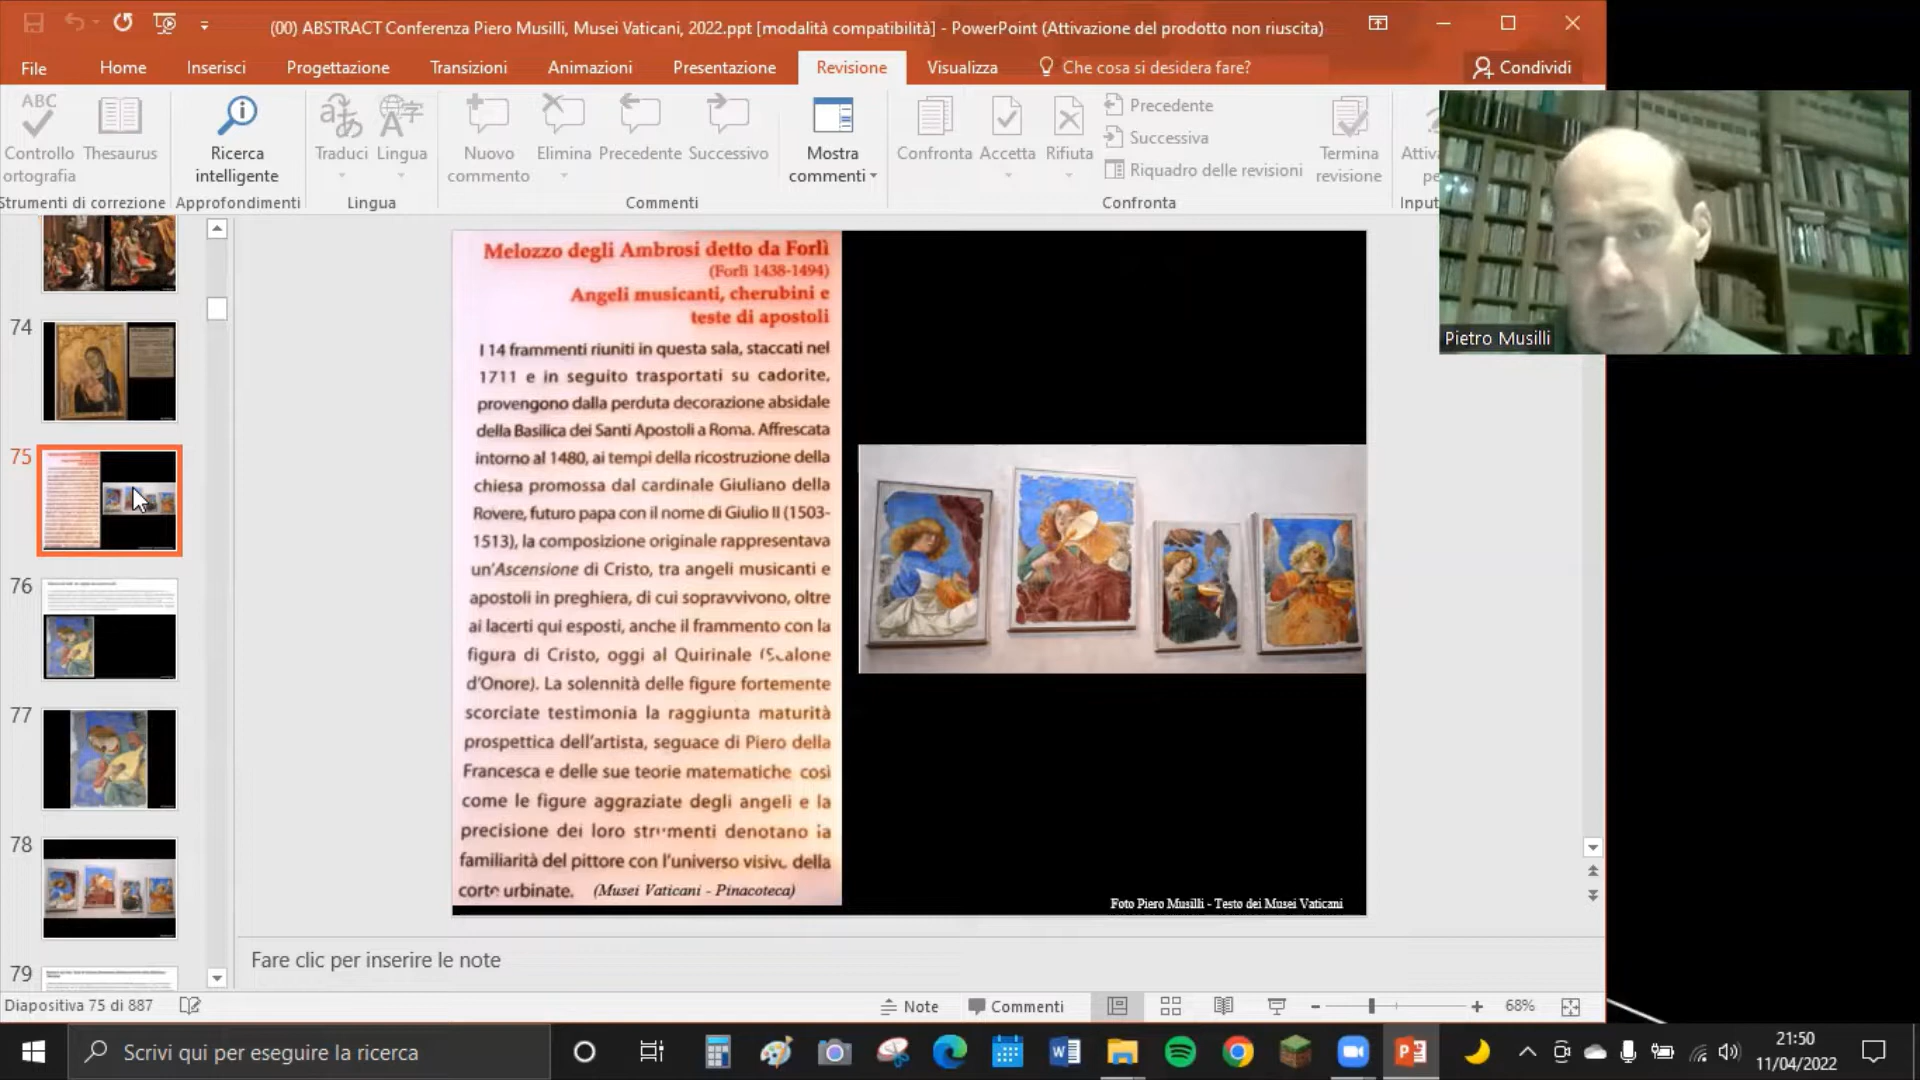 (00) ABSTRACT Conferenza Piero Musilli, Musei Vaticani, 2022.ppt [modalità compatibilità] - PowerPoint (Attivazione del prodotto non riuscita)
File Home Inserisci Progettazione Transizioni Animazioni Presentazione Revisione Visualizza Che cosa si desidera fare? Condividi
ABC
Controllo ortografia
Thesaurus
Ricerca intelligente
Traduci
Lingua
Nuovo commento
Elimina
Precedente
Successivo
Mostra commenti
Confronta
Accetta
Rifiuta
Precedente
Successiva
Riquadro delle revisioni
Termina revisione
Strumenti di correzione Approfondimenti Lingua Commenti Confronta
Pietro Musilli
74
75
76
77
78
79
Melozzo degli Ambrosi detto da Forlì
(Forlì 1438-1494)
Angeli musicanti, cherubini e
teste di apostoli
I 14 frammenti riuniti in questa sala, staccati nel
1711 e in seguito trasportati su cadorite,
provengono dalla perduta decorazione absidale
della Basilica dei Santi Apostoli a Roma. Affrescata
intorno al 1480, ai tempi della ricostruzione della
chiesa promossa dal cardinale Giuliano della
Rovere, futuro papa con il nome di Giulio II (1503-
1513), la composizione originale rappresentava
un'Ascensione di Cristo, tra angeli musicanti e
apostoli in preghiera, di cui sopravvivono, oltre
ai lacerti qui esposti, anche il frammento con la
figura di Cristo, oggi al Quirinale (Scalone
d'Onore). La solennità delle figure fortemente
scorciate testimonia la raggiunta maturità
prospettica dell'artista, seguace di Piero della
Francesca e delle sue teorie matematiche così
come le figure aggraziate degli angeli e la
precisione dei loro strumenti denotano la
familiarità del pittore con l'universo visivo della
corte urbinate. (Musei Vaticani - Pinacoteca)
Foto Piero Musilli - Testo dei Musei Vaticani
Fare clic per inserire le note
Diapositiva 75 di 887 Note Commenti 68%
Scrivi qui per eseguire la ricerca
21:50
11/04/2022